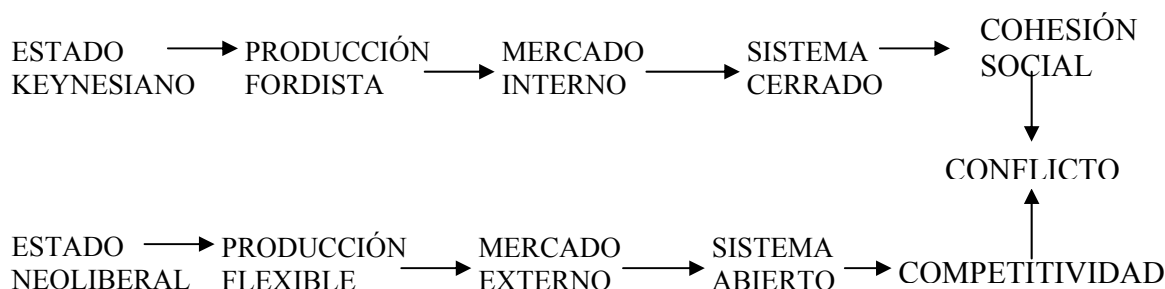 ESTADO KEYNESIANO
PRODUCCIÓN FORDISTA
MERCADO INTERNO
SISTEMA CERRADO
COHESIÓN SOCIAL
CONFLICTO
ESTADO NEOLIBERAL
PRODUCCIÓN FLEXIBLE
MERCADO EXTERNO
SISTEMA ABIERTO
COMPETITIVIDAD